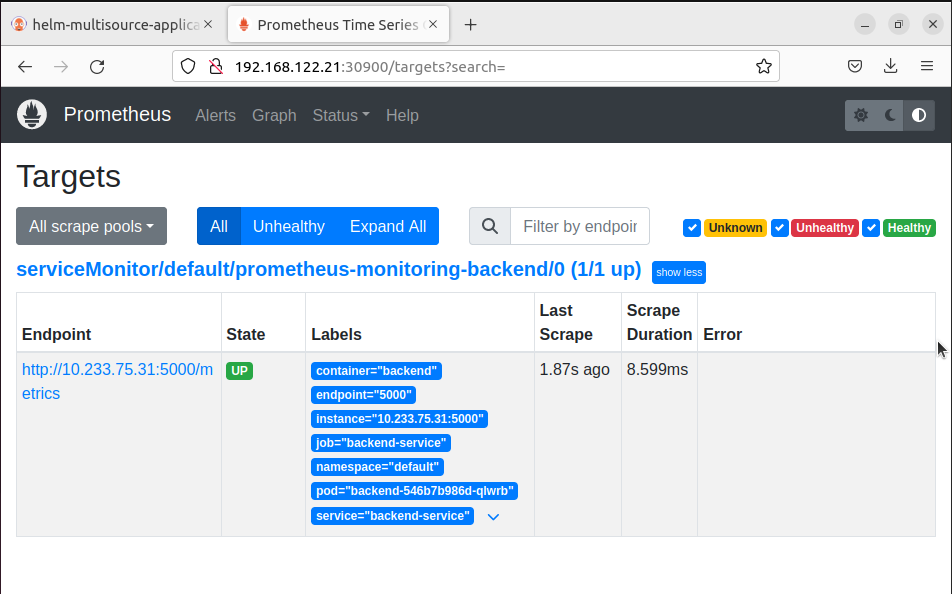 helm-multisource-applica
Prometheus Time Series
192.168.122.21:30900/targets?search=
Prometheus Alerts Graph Status Help
Targets
All scrape pools All Unhealthy Expand All Filter by endpoin Unknown Unhealthy Healthy
serviceMonitor/default/prometheus-monitoring-backend/0 (1/1 up) show less
Endpoint State Labels Last Scrape Scrape Duration Error
http://10.233.75.31:5000/m
etrics
UP
container="backend"
endpoint="5000"
instance="10.233.75.31:5000"
job="backend-service"
namespace="default"
pod="backend-546b7b986d-qlwrb"
service="backend-service"
1.87s ago
8.599ms